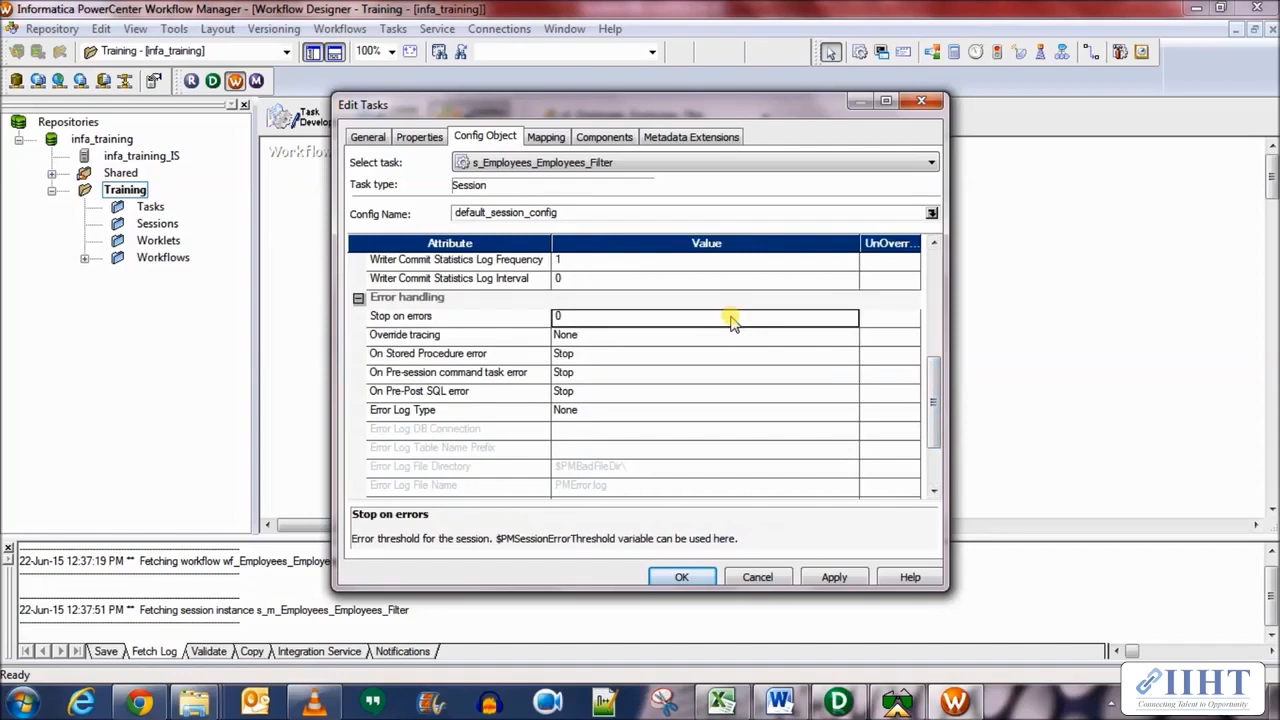 Informatica PowerCenter Workflow Manager - [Workflow Designer - Training - [infa_training]]
Repository Edit View Tools Layout Versioning Workflows Tasks Service Connections Window Help
Training - [infa_training] 100%
R D W M
Repositories
infa_training
infa_training_IS
Shared
Training
Tasks
Sessions
Worklets
Workflows
Task
Develop
Workflo
Edit Tasks
General Properties Config Object Mapping Components Metadata Extensions
Select task: s_Employees_Employees_Filter
Task type: Session
Config Name: default_session_config
Attribute Value UnOverr...
Writer Commit Statistics Log Frequency 1
Writer Commit Statistics Log Interval 0
Error handling
Stop on errors 0
Override tracing None
On Stored Procedure error Stop
On Pre-session command task error Stop
On Pre-Post SQL error Stop
Error Log Type None
Error Log DB Connection
Error Log Table Name Prefix
Error Log File Directory $PMBadFileDir\
Error Log File Name PMError.log
Stop on errors
Error threshold for the session. $PMSessionErrorThreshold variable can be used here.
OK Cancel Apply Help
22-Jun-15 12:37:19 PM ** Fetching workflow wf_Employees_Employe
22-Jun-15 12:37:51 PM ** Fetching session instance s_m_Employees_Employees_Filter
Save Fetch Log Validate Copy Integration Service Notifications
Ready
IIHT
Connecting Talent to Opportunity